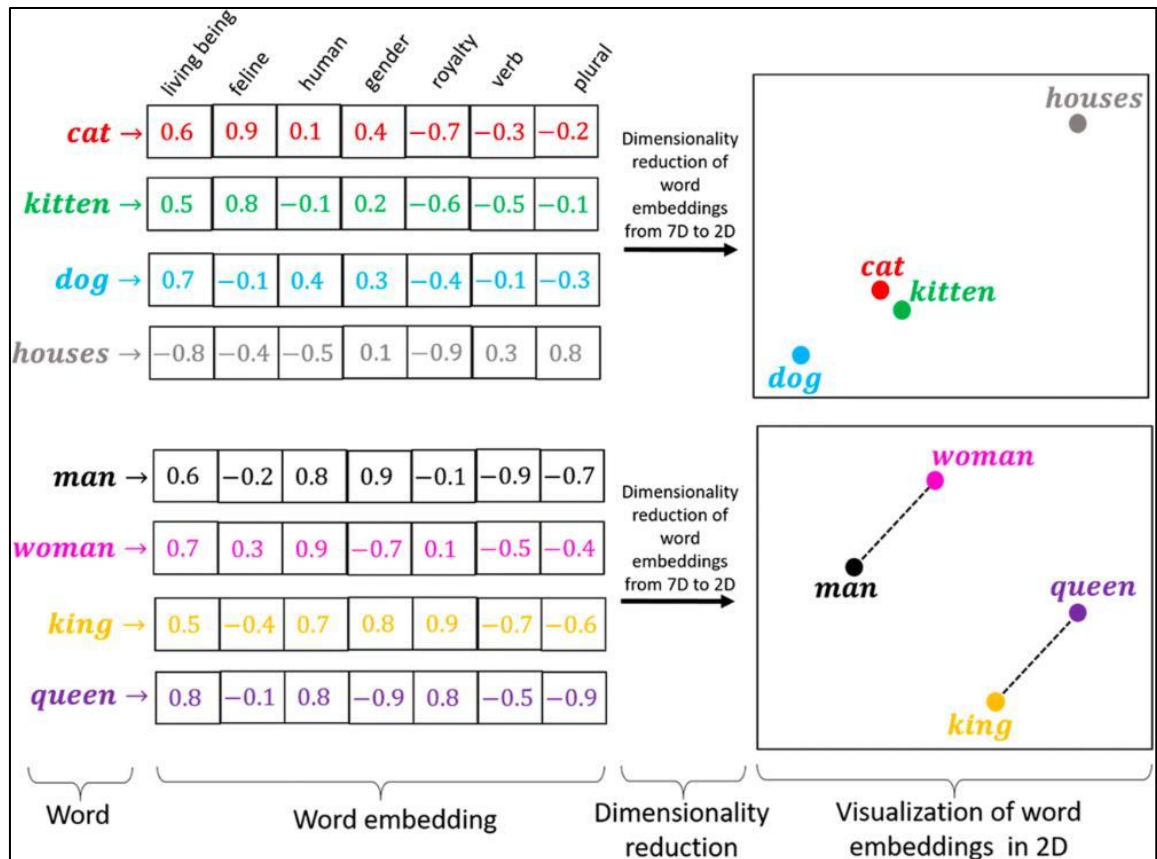 living being feline human gender royalty verb plural
cat → 0.6 0.9 0.1 0.4 −0.7 −0.3 −0.2
kitten → 0.5 0.8 −0.1 0.2 −0.6 −0.5 −0.1
dog → 0.7 −0.1 0.4 0.3 −0.4 −0.1 −0.3
houses → −0.8 −0.4 −0.5 0.1 −0.9 0.3 0.8
Dimensionality
reduction of
word
embeddings
from 7D to 2D
houses
cat
kitten
dog
man → 0.6 −0.2 0.8 0.9 −0.1 −0.9 −0.7
woman → 0.7 0.3 0.9 −0.7 0.1 −0.5 −0.4
king → 0.5 −0.4 0.7 0.8 0.9 −0.7 −0.6
queen → 0.8 −0.1 0.8 −0.9 0.8 −0.5 −0.9
Dimensionality
reduction of
word
embeddings
from 7D to 2D
woman
man
queen
king
Word
Word embedding
Dimensionality
reduction
Visualization of word
embeddings in 2D